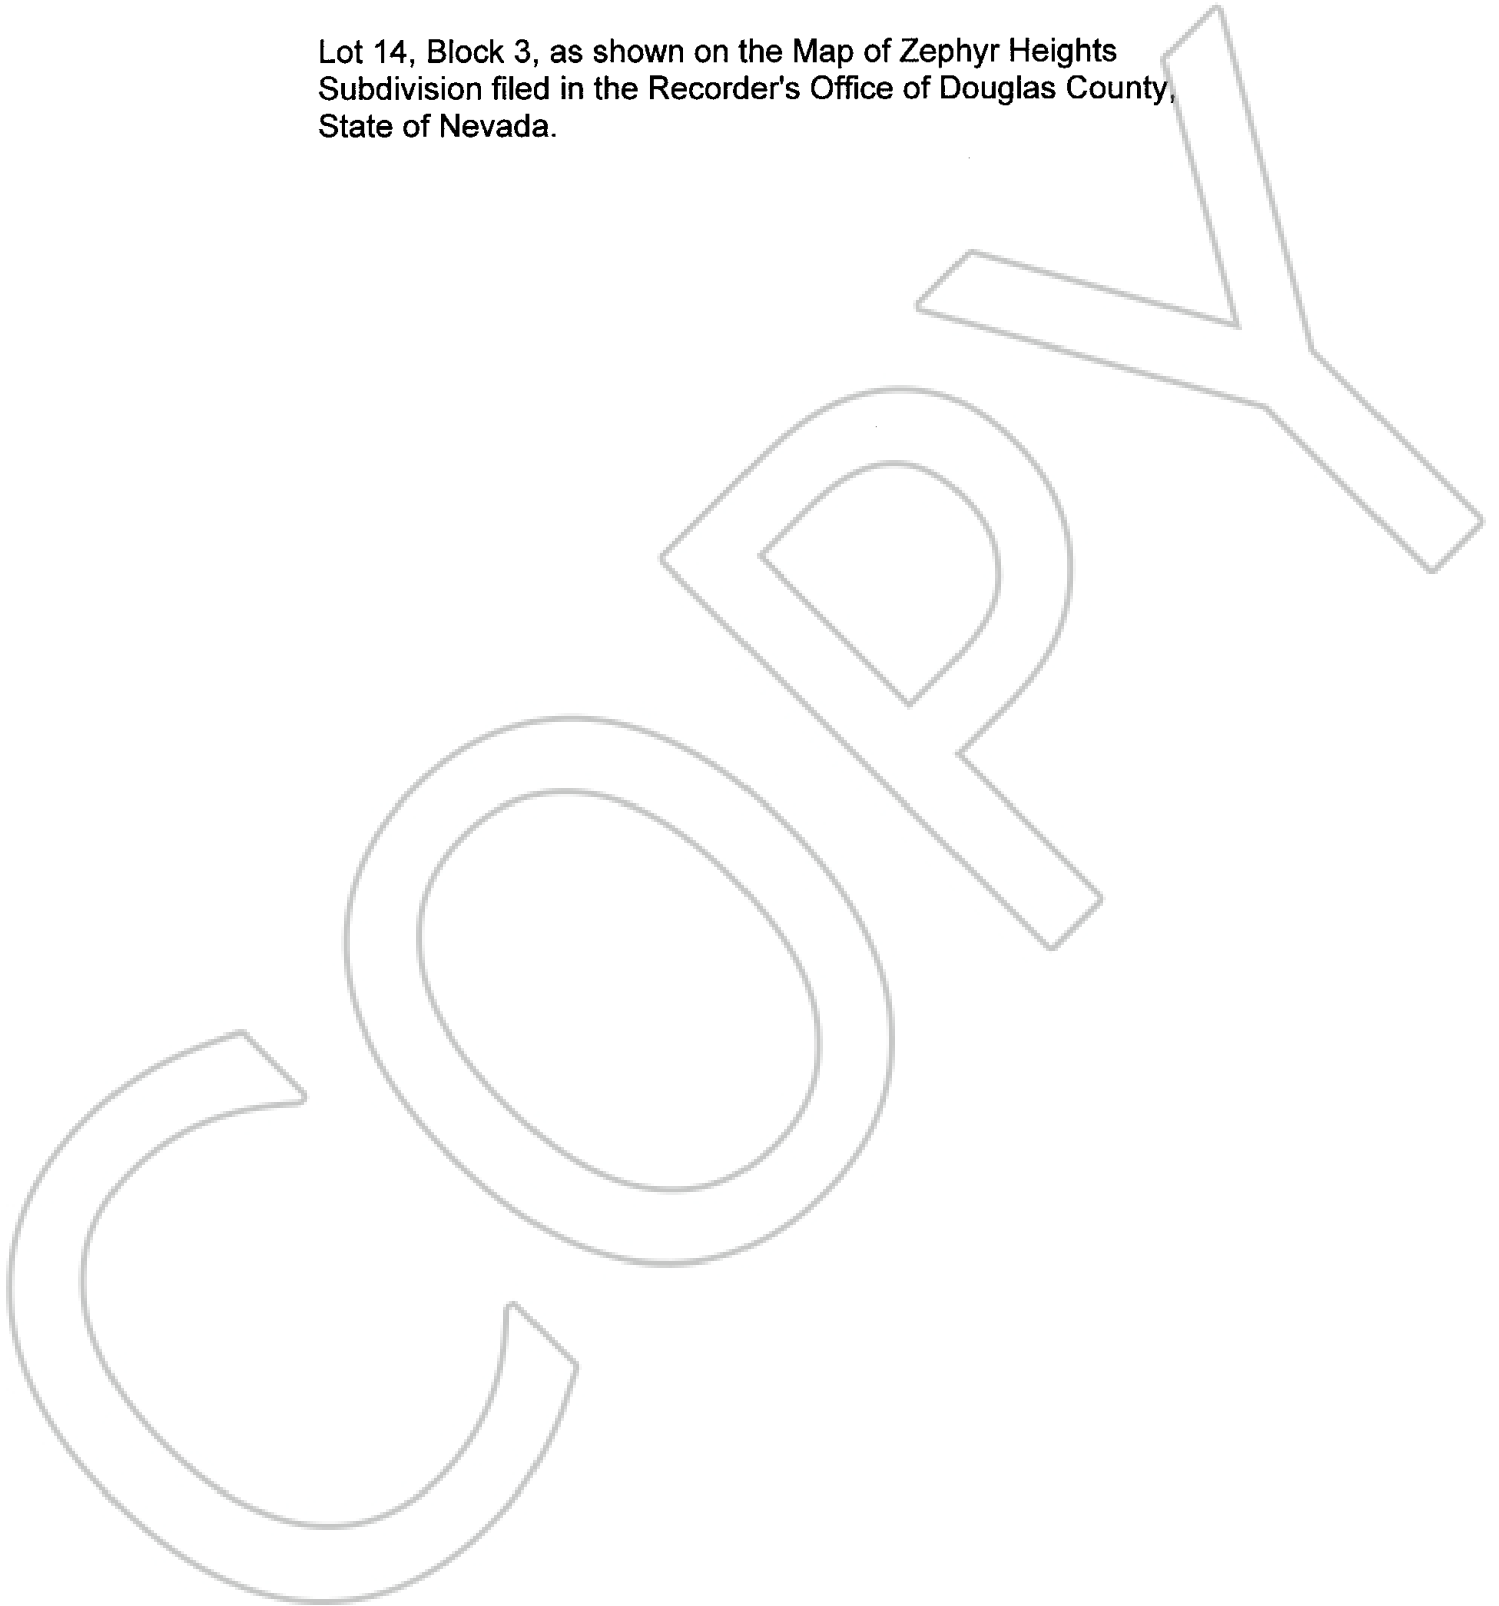 Lot 14, Block 3, as shown on the Map of Zephyr Heights
Subdivision filed in the Recorder's Office of Douglas County,
State of Nevada.
COPY